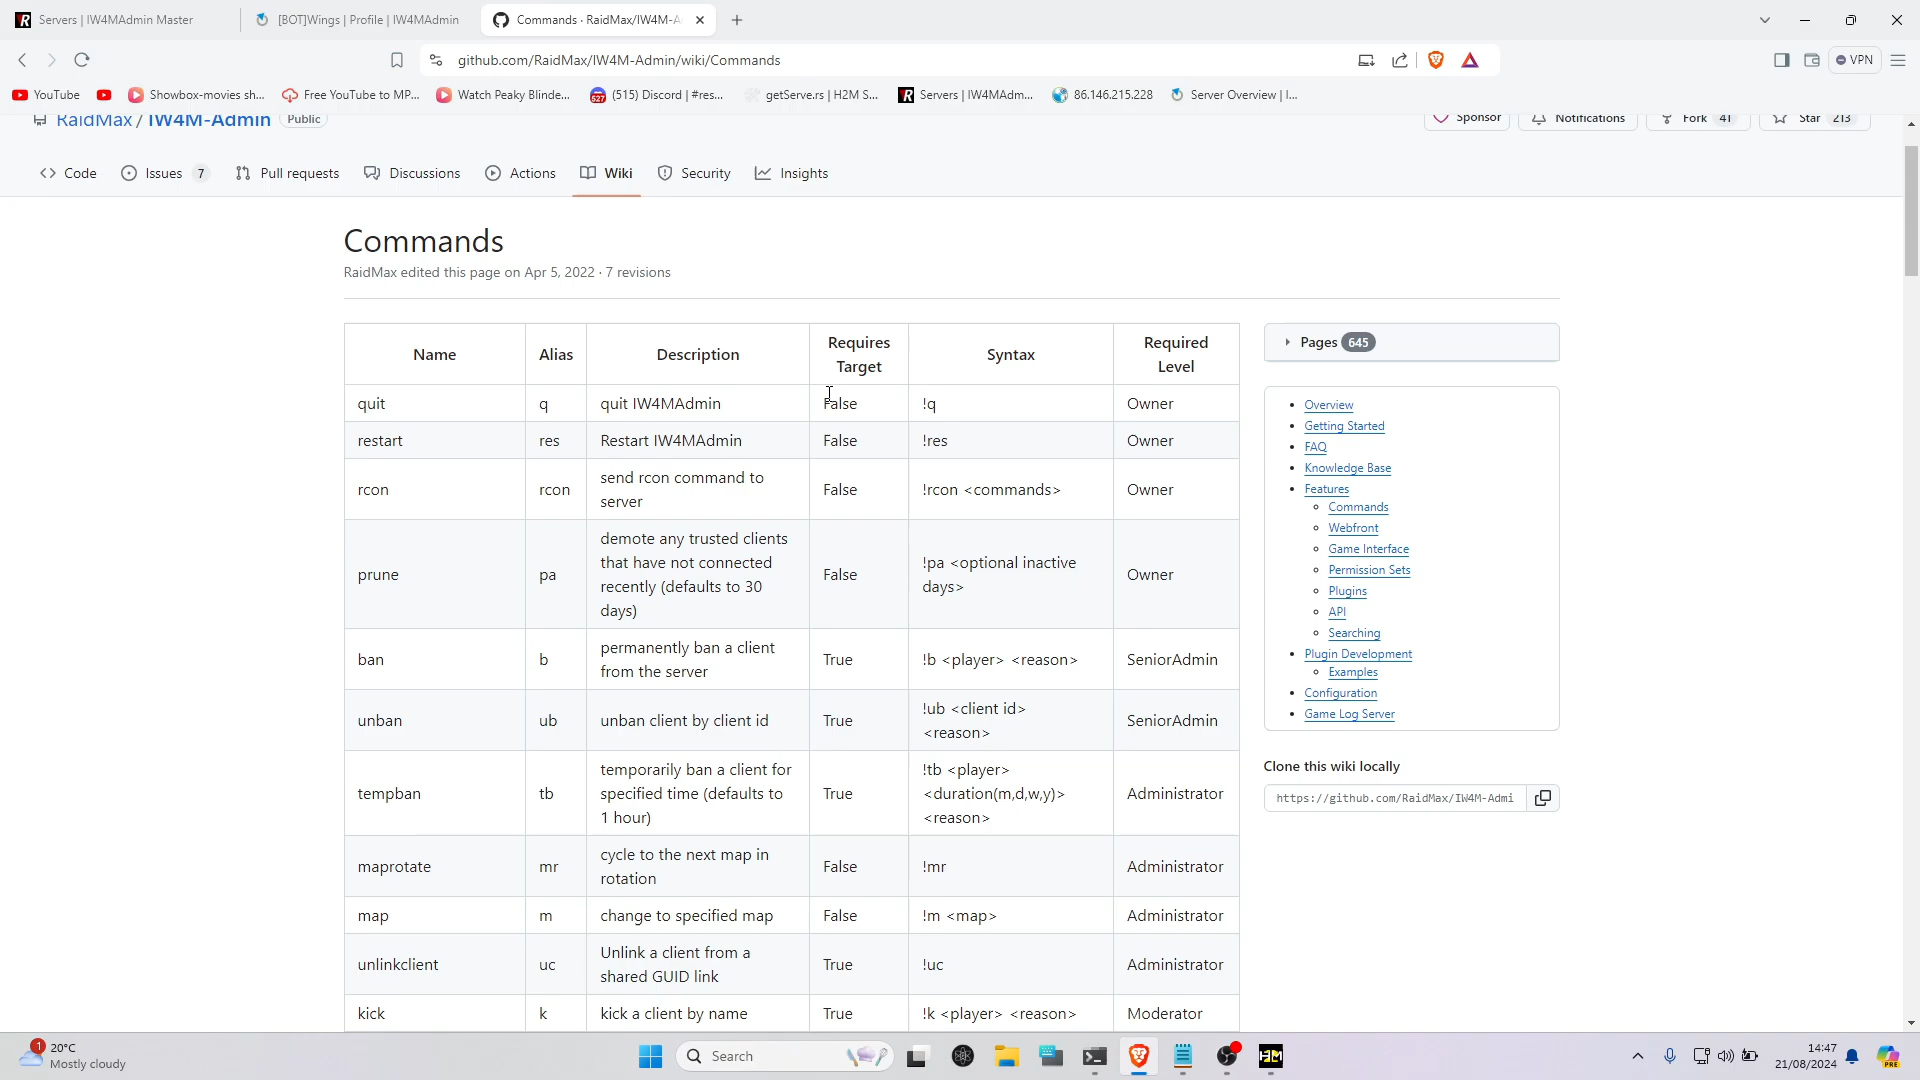 Servers | IW4MAdmin Master
[BOT]Wings | Profile | IW4MAdmin
Commands · RaidMax/IW4M-A
github.com/RaidMax/IW4M-Admin/wiki/Commands
VPN
YouTube
Showbox-movies sh...
Free YouTube to MP...
Watch Peaky Blinde...
527
(515) Discord | #res...
getServe.rs | H2M S...
Servers | IW4MAdm...
86.146.215.228
Server Overview | I...
RaidMax / IW4M-Admin Public
Sponsor
Notifications
Fork 41
Star 213
Code
Issues 7
Pull requests
Discussions
Actions
Wiki
Security
Insights
Commands
RaidMax edited this page on Apr 5, 2022 · 7 revisions
Name
Alias
Description
Requires
Target
Syntax
Required
Level
quit
q
quit IW4MAdmin
False
!q
Owner
restart
res
Restart IW4MAdmin
False
!res
Owner
rcon
rcon
send rcon command to
server
False
!rcon <commands>
Owner
prune
pa
demote any trusted clients
that have not connected
recently (defaults to 30
days)
False
!pa <optional inactive
days>
Owner
ban
b
permanently ban a client
from the server
True
!b <player> <reason>
SeniorAdmin
unban
ub
unban client by client id
True
!ub <client id>
<reason>
SeniorAdmin
tempban
tb
temporarily ban a client for
specified time (defaults to
1 hour)
True
!tb <player>
<duration(m,d,w,y)>
<reason>
Administrator
maprotate
mr
cycle to the next map in
rotation
False
!mr
Administrator
map
m
change to specified map
False
!m <map>
Administrator
unlinkclient
uc
Unlink a client from a
shared GUID link
True
!uc
Administrator
kick
k
kick a client by name
True
!k <player> <reason>
Moderator
Pages 645
Overview
Getting Started
FAQ
Knowledge Base
Features
Commands
Webfront
Game Interface
Permission Sets
Plugins
API
Searching
Plugin Development
Examples
Configuration
Game Log Server
Clone this wiki locally
https://github.com/RaidMax/IW4M-Admi
1
20°C
Mostly cloudy
Search
H2M
14:47
21/08/2024
PRE